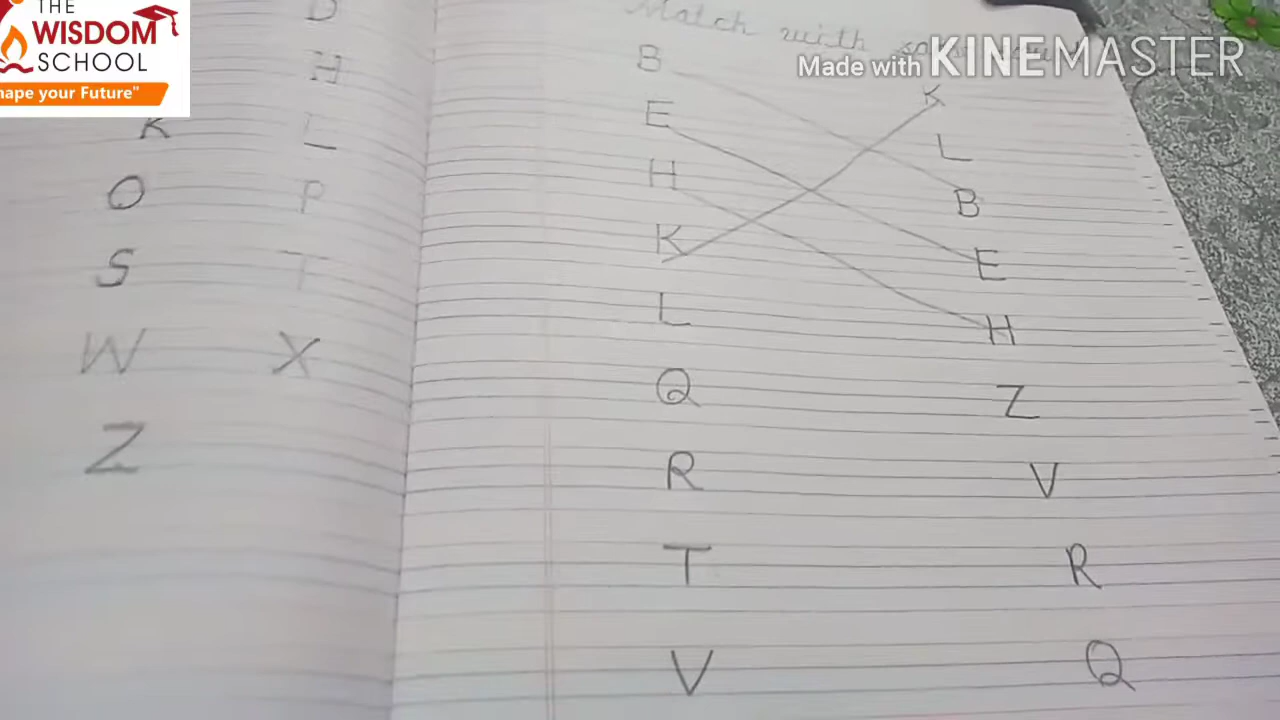 THE
WISDOM
SCHOOL
hape your Future"
Made with KINEMASTER
D
H
K L
O P
S T
W X
Z
Match with
B K
E L
H B
K E
L H
Q Z
R V
T R
V Q